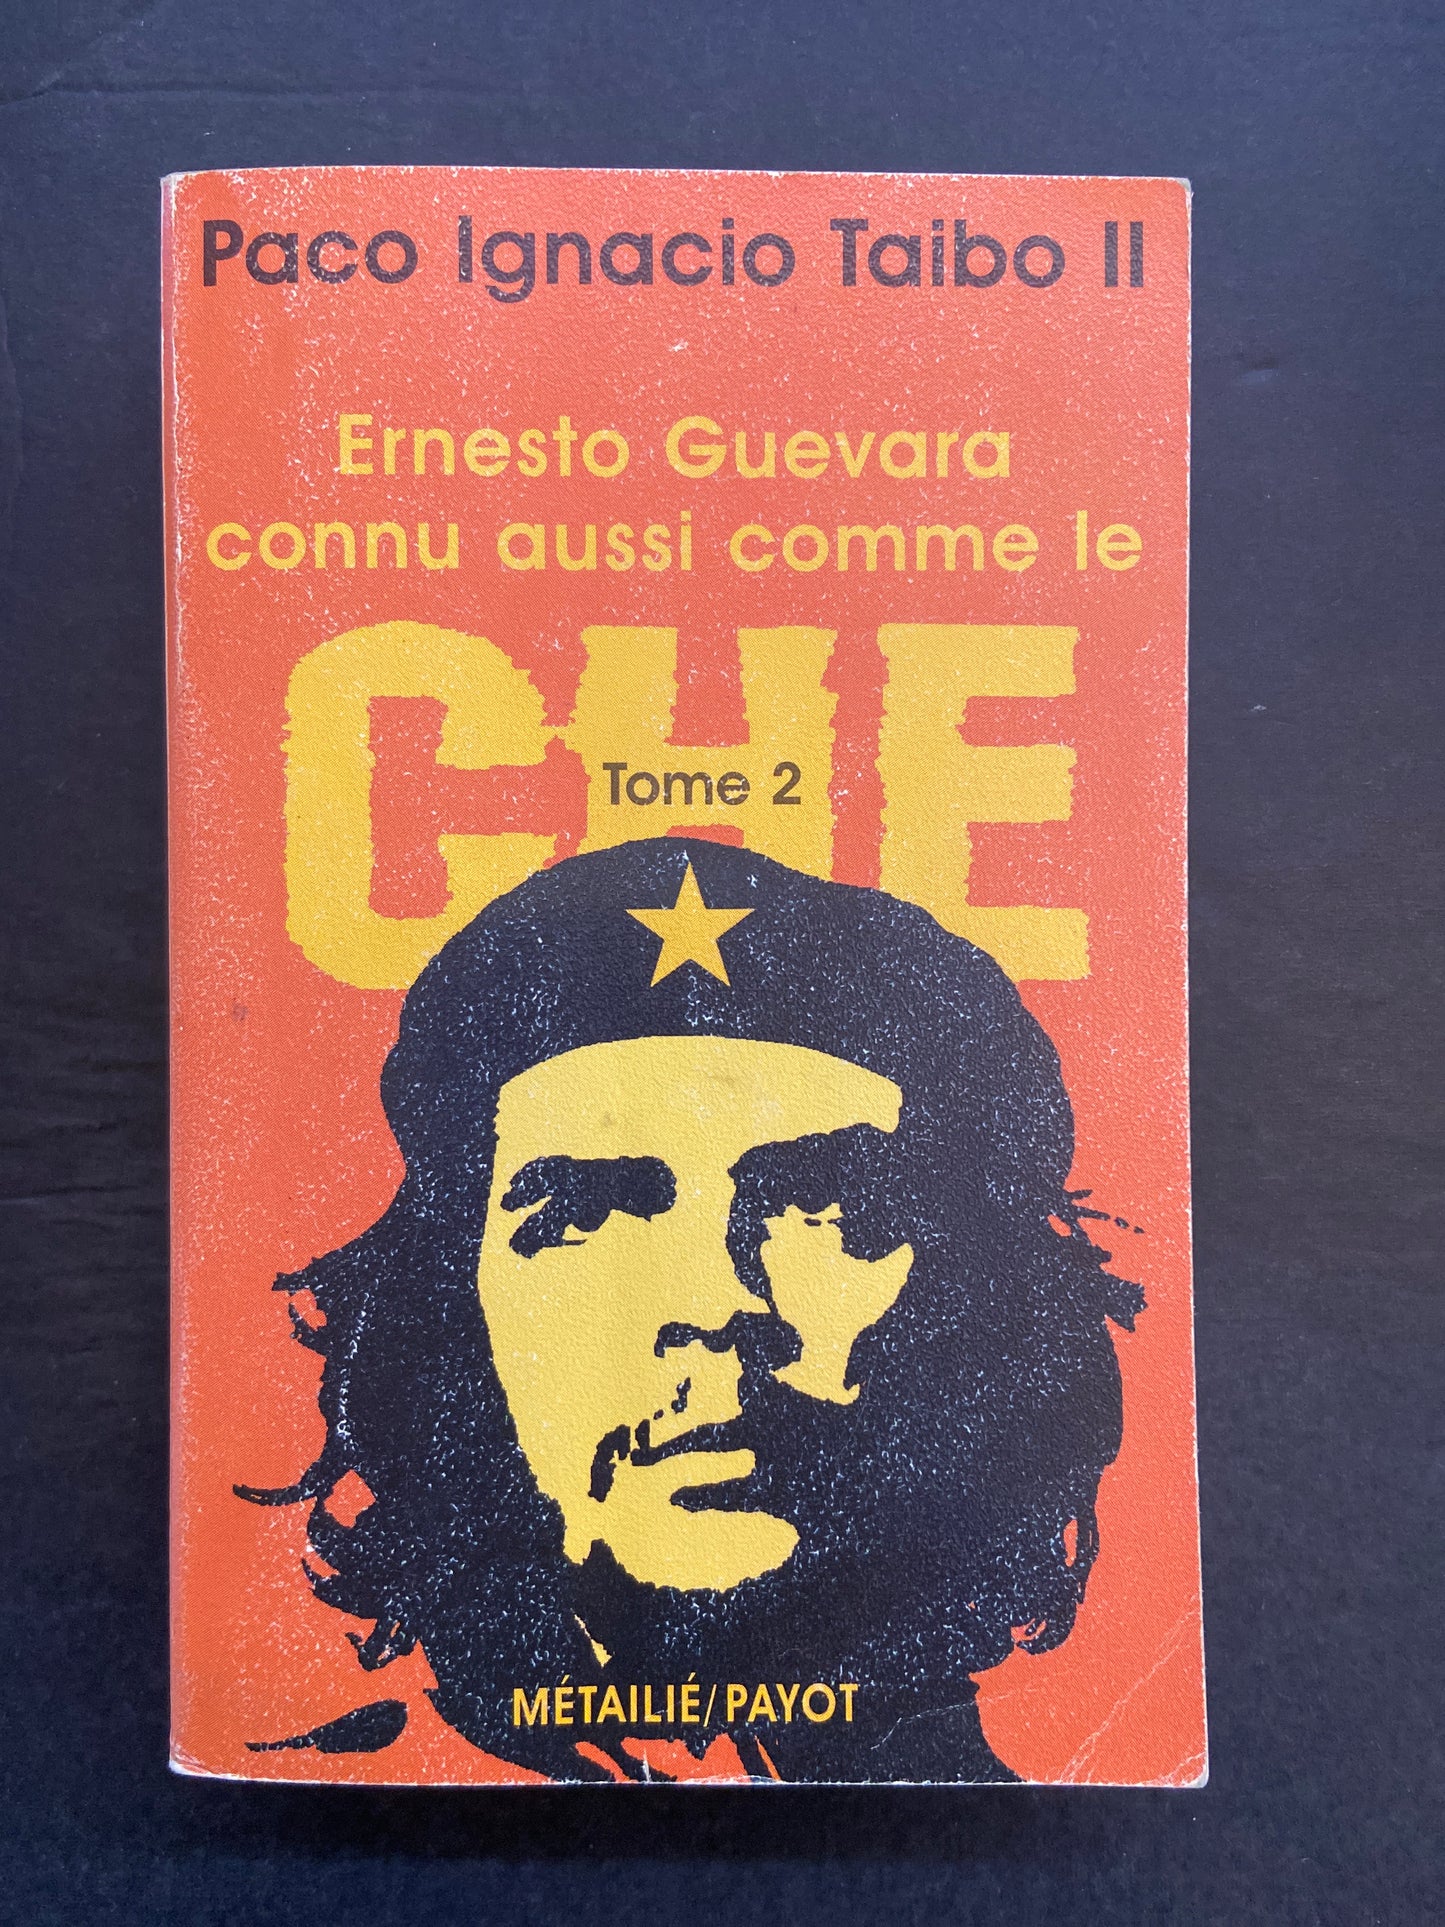 Paco Ignacio Taibo II
Ernesto Guevara
connu aussi comme le
CHE
Tome 2
MÉTAILIÉ/PAYOT